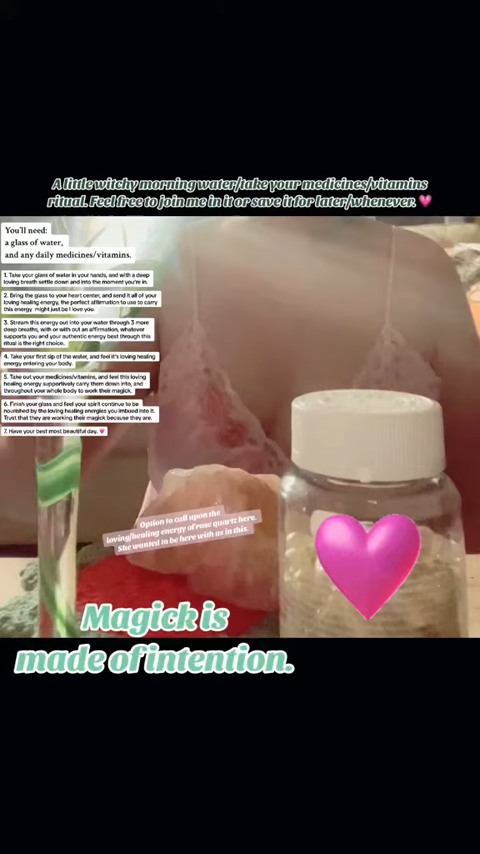 A little witchy morning water/take your medicines/vitamins
ritual. Feel free to join me in it or save it for later/whenever. 💗
You'll need:
a glass of water,
and any daily medicines/vitamins.
1. Take your glass of water in your hands, and with a deep
loving breath settle down and into the moment you're in.
2. Bring the glass to your heart center, and send it all of your
loving healing energy, the perfect affirmation to use to carry
this energy might just be I love you.
3. Stream this energy out into your water through 3 more
deep breaths, with or with out an affirmation, whatever
supports you and your authentic energy best through this
ritual is the right choice.
4. Take your first sip of the water, and feel it's loving healing
energy entering your body.
5. Take out your medicines/vitamins, and feel this loving
healing energy supportively carry them down into, and
throughout your whole body to work their magick.
6. Finish your glass and feel your spirit continue to be
nourished by the loving healing energies you imbued into it.
Trust that they are working their magick because they are.
7. Have your best most beautiful day. 💗
Option to call upon the
loving/healing energy of rose quartz here.
She wanted to be here with us in this.
Magick is
made of intention.